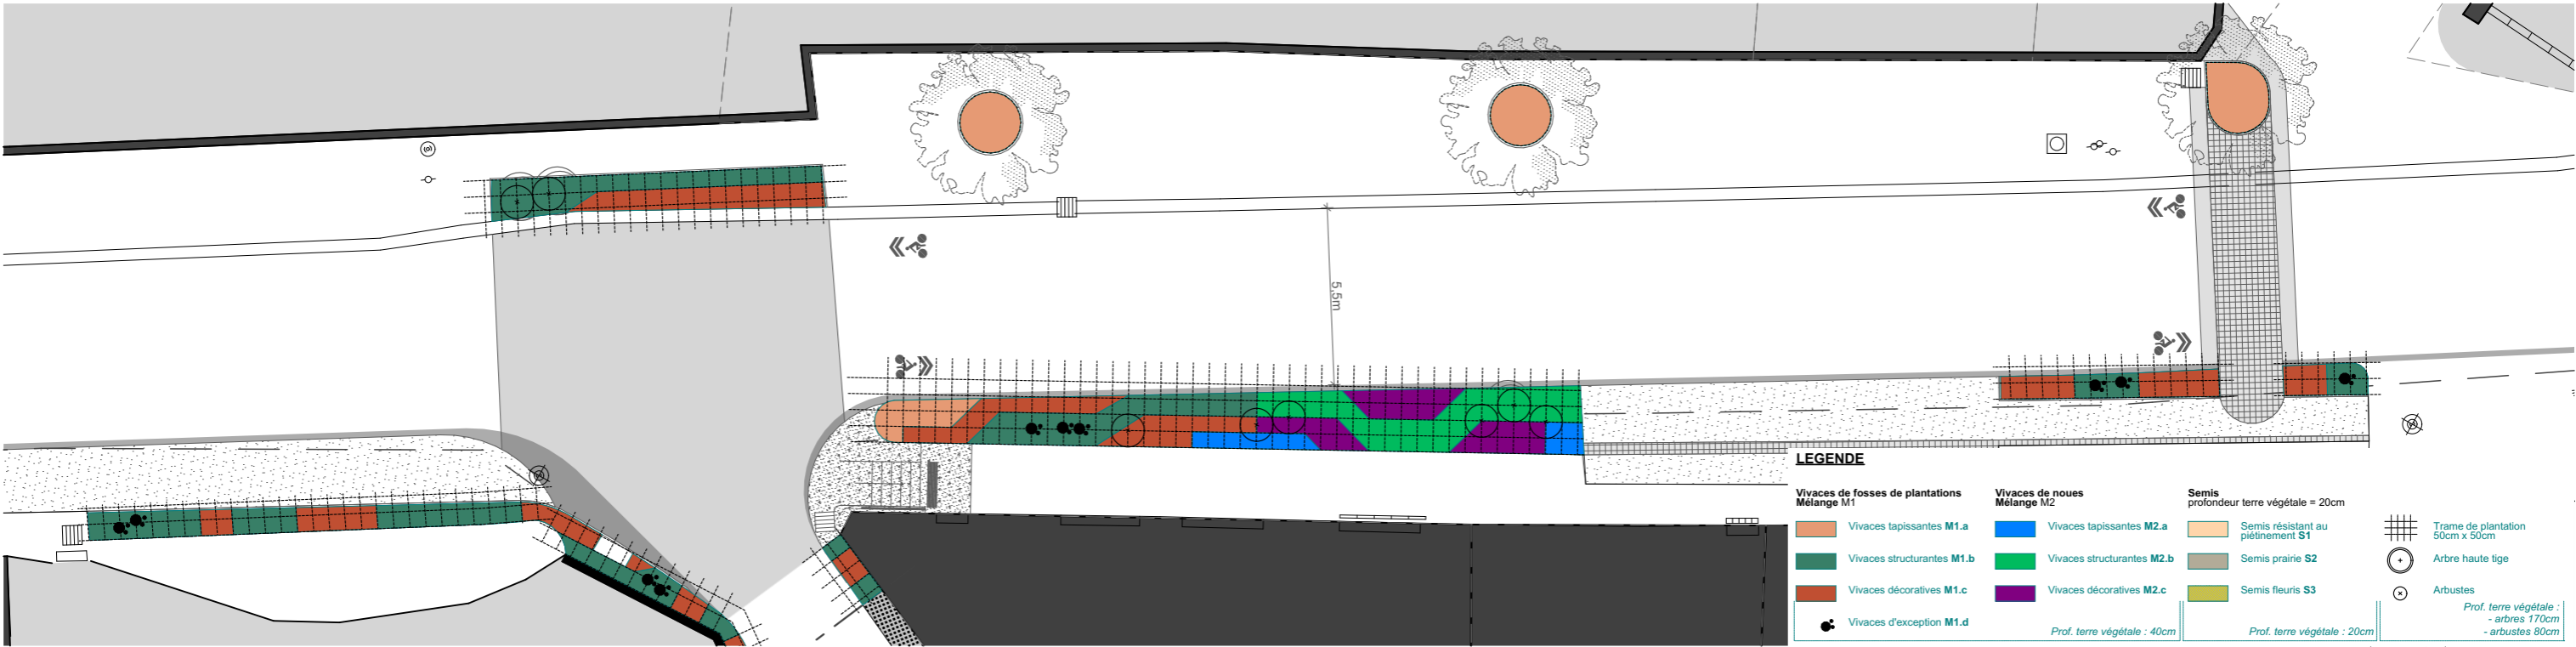 5,5m
LEGENDE
Vivaces de fosses de plantations
Mélange M1
Vivaces tapissantes M1.a
Vivaces structurantes M1.b
Vivaces décoratives M1.c
Vivaces d'exception M1.d
Vivaces de noues
Mélange M2
Vivaces tapissantes M2.a
Vivaces structurantes M2.b
Vivaces décoratives M2.c
Prof. terre végétale : 40cm
Semis
profondeur terre végétale = 20cm
Semis résistant au
piétinement S1
Semis prairie S2
Semis fleuris S3
Prof. terre végétale : 20cm
Trame de plantation
50cm x 50cm
Arbre haute tige
Arbustes
Prof. terre végétale :
- arbres 170cm
- arbustes 80cm